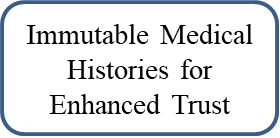 Immutable Medical
Histories for
Enhanced Trust